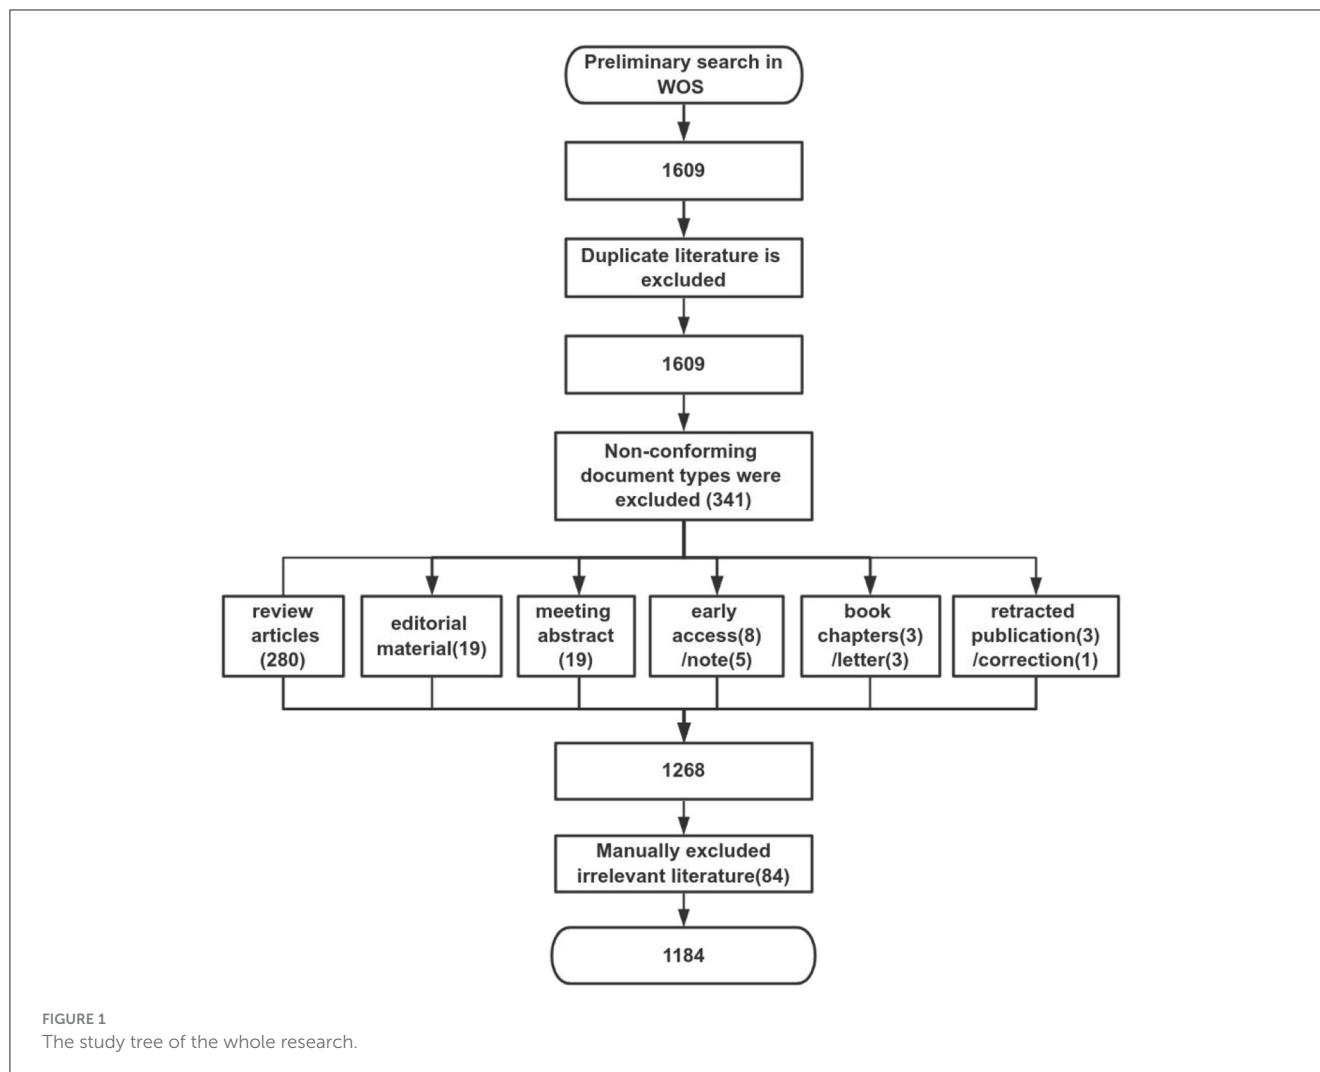 Preliminary search in
WOS
1609
Duplicate literature is
excluded
1609
Non-conforming
document types were
excluded (341)
review
articles
(280)
editorial
material(19)
meeting
abstract
(19)
early
access(8)
/note(5)
book
chapters(3)
/letter(3)
retracted
publication(3)
/correction(1)
1268
Manually excluded
irrelevant literature(84)
1184
FIGURE 1
The study tree of the whole research.